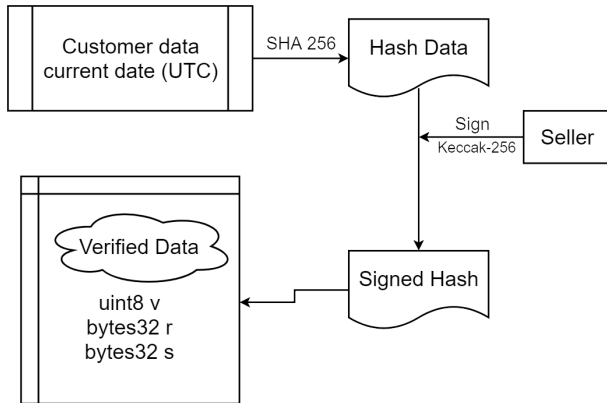 Customer data
current date (UTC)
SHA 256
Hash Data
Sign
Keccak-256
Seller
Verified Data
uint8 v
bytes32 r
bytes32 s
Signed Hash